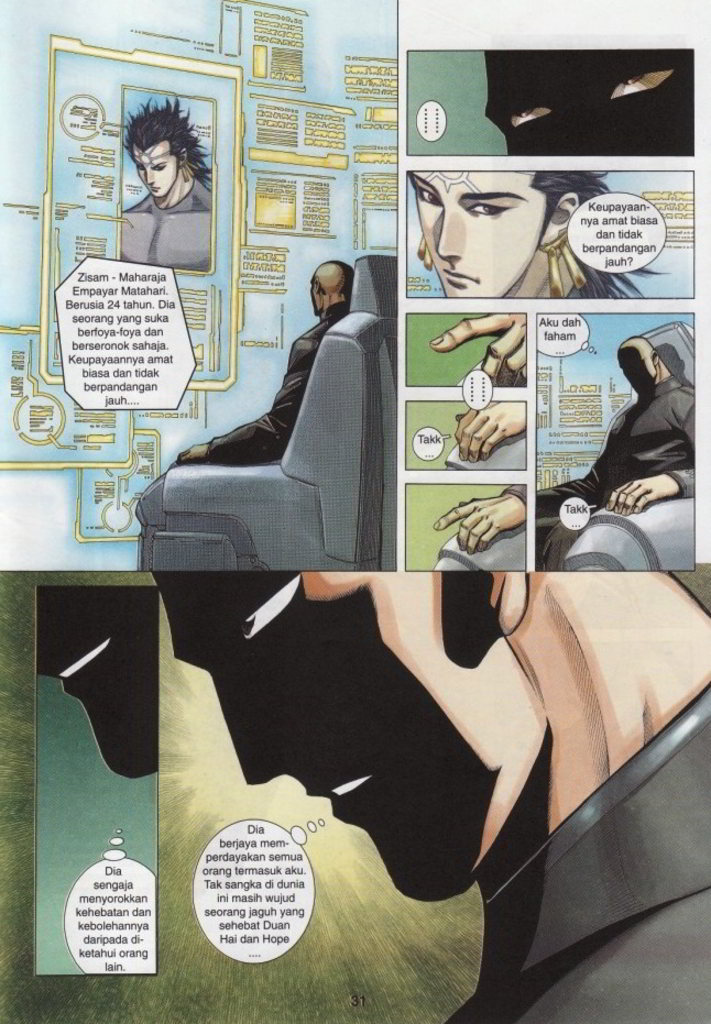 Zisam - Maharaja
Empayar Matahari.
Berusia 24 tahun. Dia
seorang yang suka
berfoya-foya dan
berseronok sahaja.
Keupayaannya amat
biasa dan tidak
berpandangan
jauh....
Keupayaan-
nya amat biasa
dan tidak
berpandangan
jauh?
Takk
...
Aku dah
faham
...
Takk
...
Dia
sengaja
menyorokkan
kehebatan dan
kebolehannya
daripada di-
ketahui orang
lain.
Dia
berjaya mem-
perdayakan semua
orang termasuk aku.
Tak sangka di dunia
ini masih wujud
seorang jaguh yang
sehebat Duan
Hai dan Hope
....
31